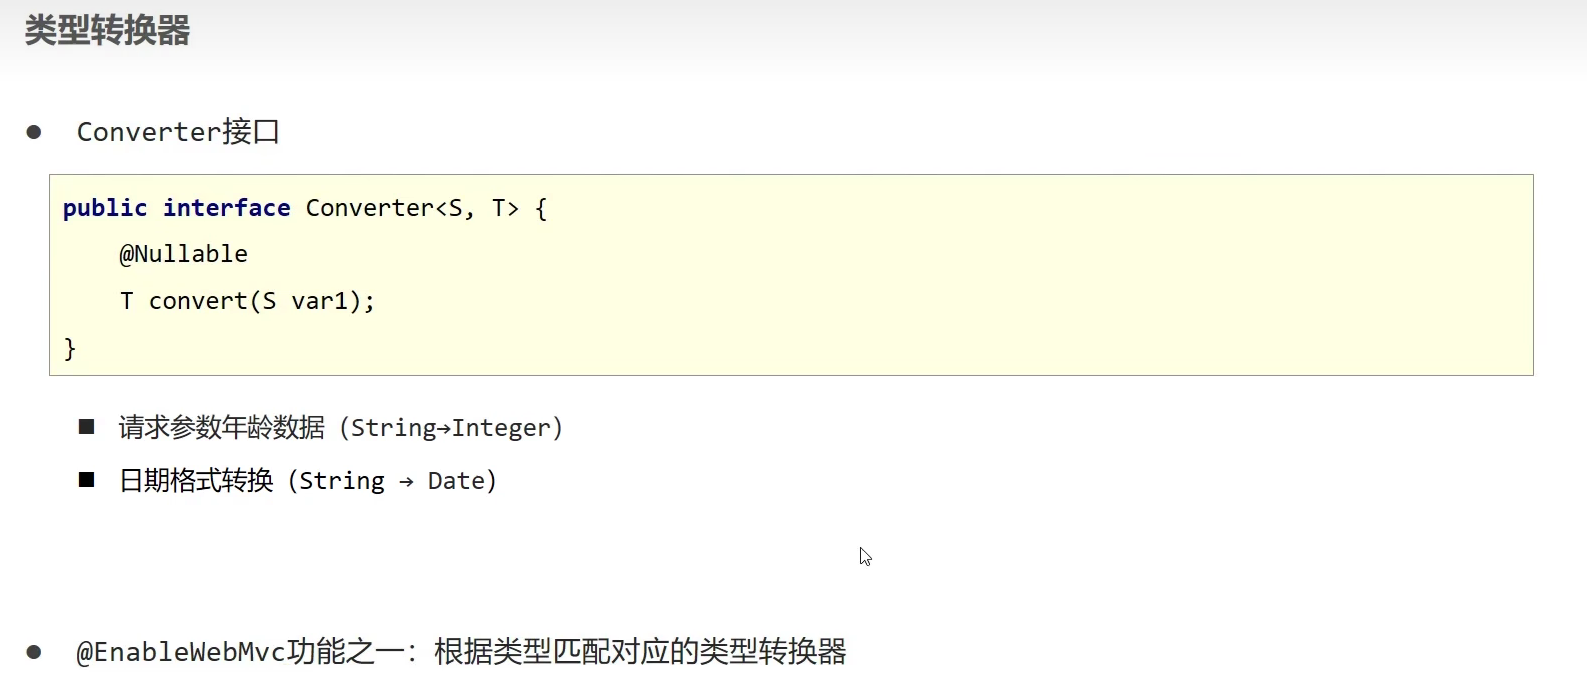 类型转换器
● Converter接口
public interface Converter<S, T> {
    @Nullable
    T convert(S var1);
}
■ 请求参数年龄数据（String→Integer）
■ 日期格式转换（String → Date）
● @EnableWebMvc功能之一：根据类型匹配对应的类型转换器